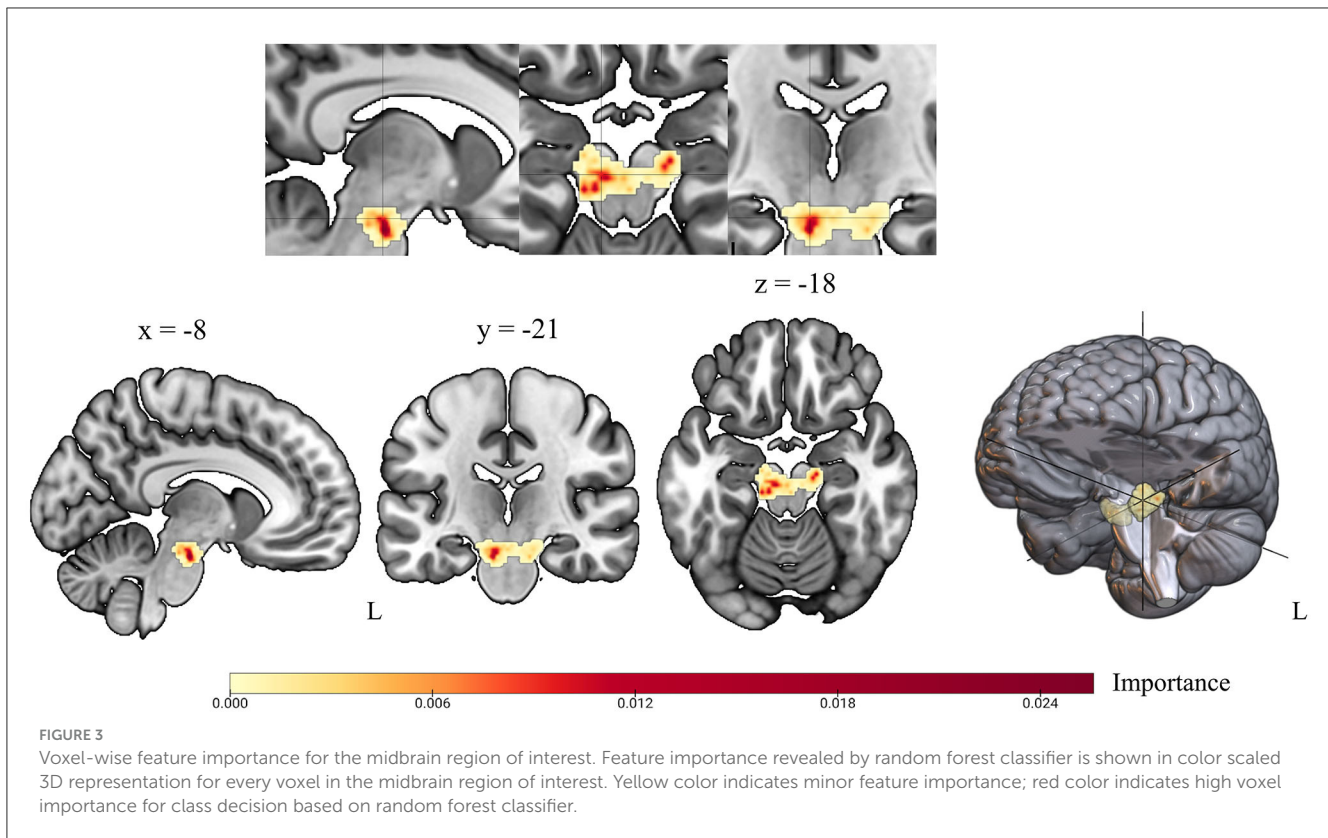 z = -18
x = -8
y = -21
L
L
Importance
0.000
0.006
0.012
0.018
0.024
FIGURE 3
Voxel-wise feature importance for the midbrain region of interest. Feature importance revealed by random forest classifier is shown in color scaled
3D representation for every voxel in the midbrain region of interest. Yellow color indicates minor feature importance; red color indicates high voxel
importance for class decision based on random forest classifier.